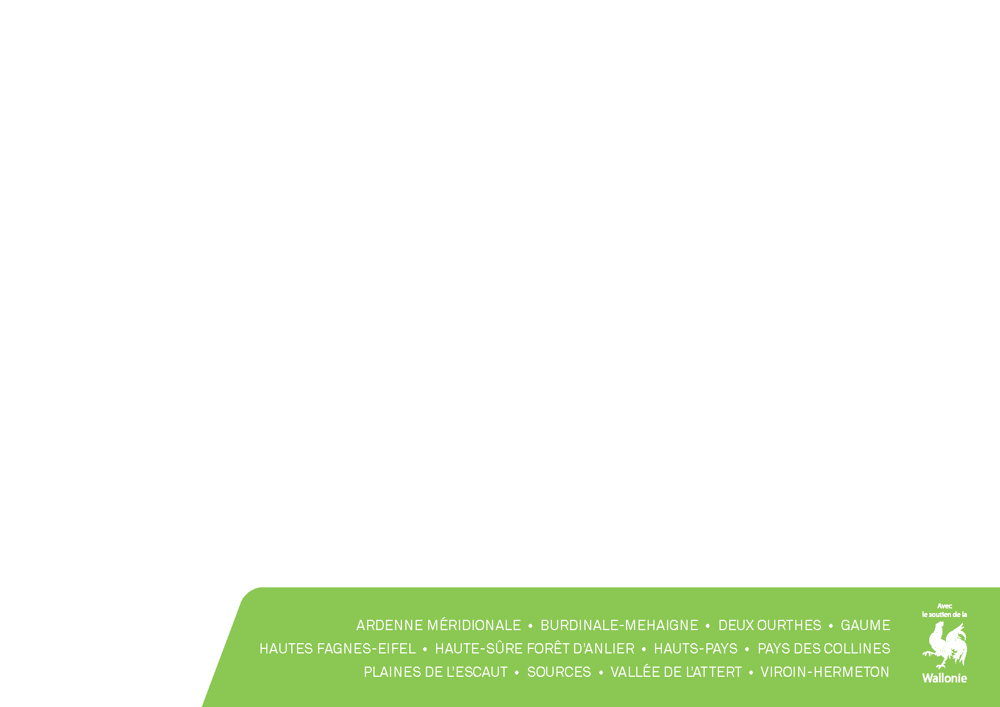 ARDENNE MÉRIDIONALE • BURDINALE-MEHAIGNE • DEUX OURTHES • GAUME
HAUTES FAGNES-EIFEL • HAUTE-SÛRE FORÊT D’ANLIER • HAUTS-PAYS • PAYS DES COLLINES
PLAINES DE L’ESCAUT • SOURCES • VALLÉE DE L’ATTERT • VIROIN-HERMETON
Avec
le soutien de la
Wallonie